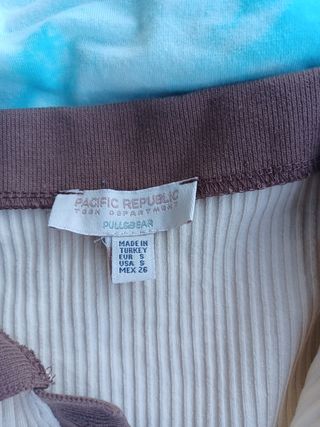 PACIFIC REPUBLIC
TEEN DEPARTMENT
PULL&BEAR
MADE IN
TURKEY
EUR S
USA S
MEX 26